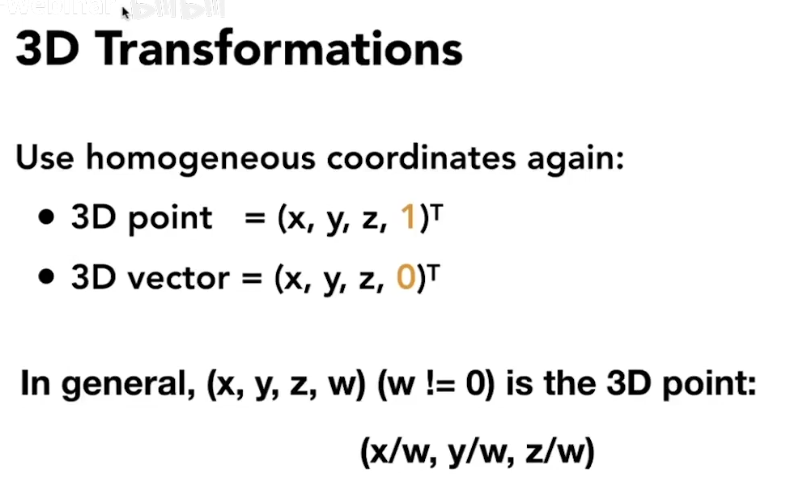 3D Transformations
Use homogeneous coordinates again:
• 3D point = (x, y, z, 1)ᵀ
• 3D vector = (x, y, z, 0)ᵀ
In general, (x, y, z, w) (w != 0) is the 3D point:
(x/w, y/w, z/w)